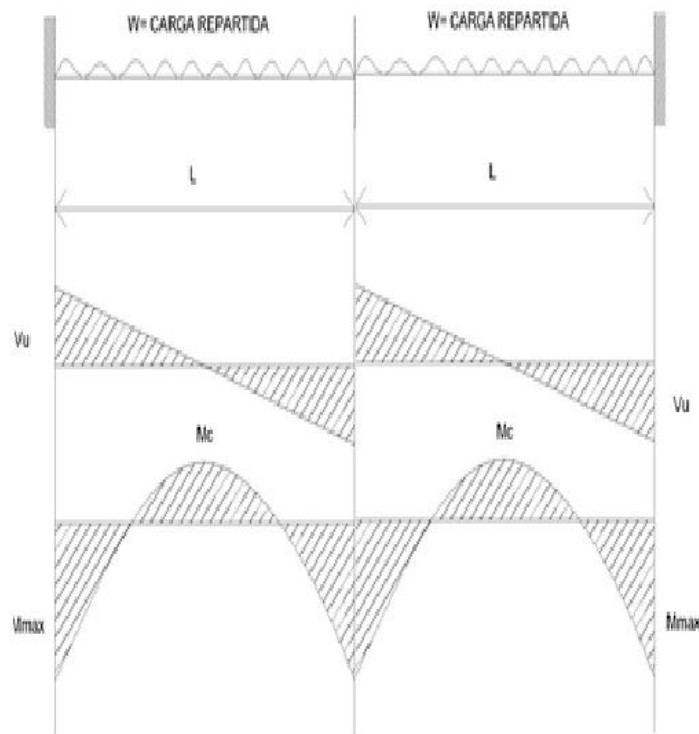 W= CARGA REPARTIDA
W= CARGA REPARTIDA
L
L
Vu
Vu
Mc
Mc
Mmax
Mmax